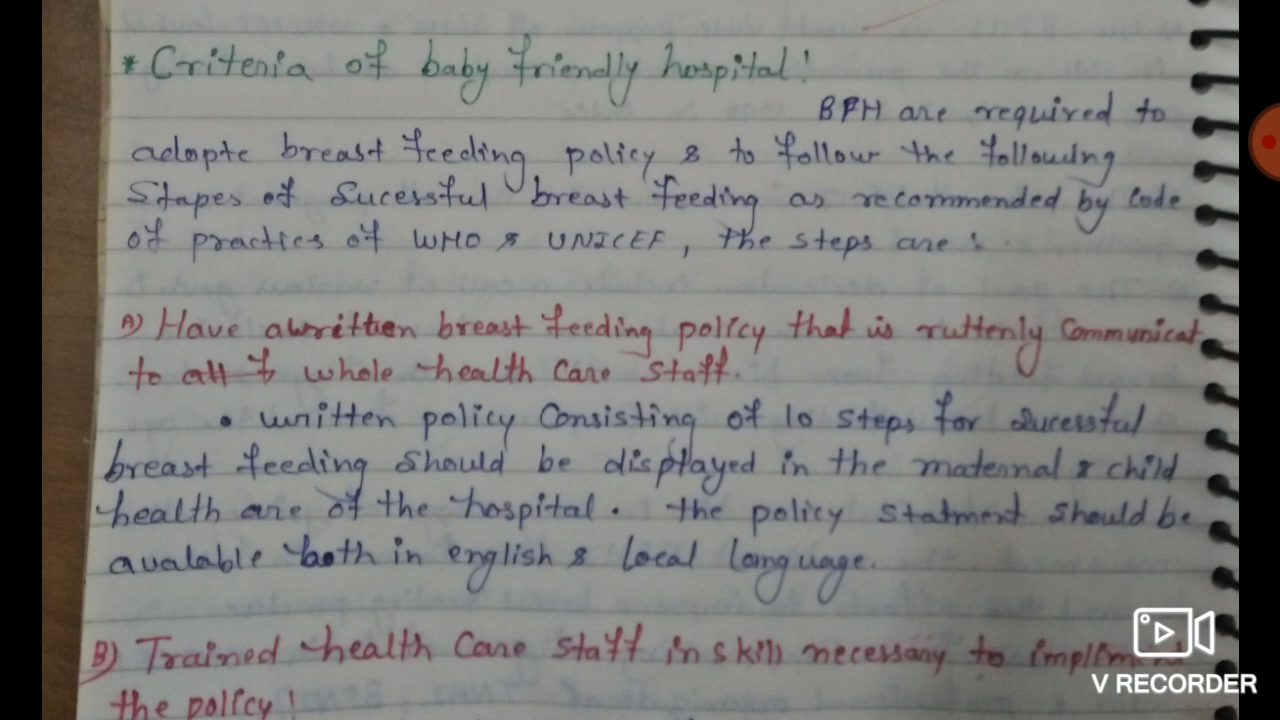 * Criteria of baby friendly hospital!
BFH are required to
adopte breast feeding policy & to follow the following
Stapes of Sucessful breast feeding as recommended by Code
of practics of WHO & UNICEF, the steps are :
A) Have a written breast feeding policy that is ruttenly Communicat
to all to whole health Care staff.
• written policy Consisting of 10 steps for Sucessful
breast feeding should be displayed in the maternal & child
health are of the hospital. the policy statment should be
avalable both in english & local language.
B) Trained health Care staff in skill necessary to impliment
the policy!
V RECORDER